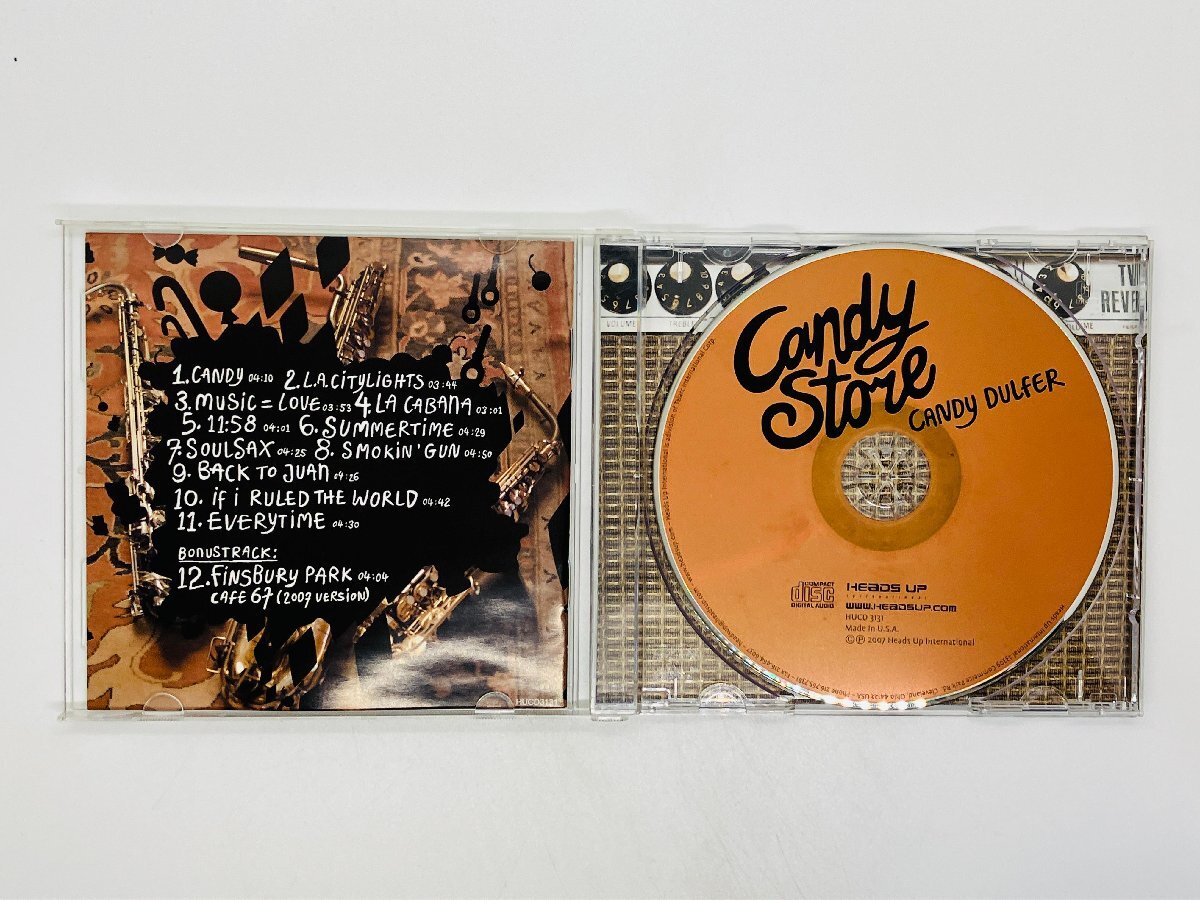 1. CANDY 04:10 2. L.A. CITYLIGHTS 03:44
3. MUSIC = LOVE 03:53 4. LA CABANA 03:01
5. 11:58 04:01 6. SUMMERTIME 04:29
7. SOULSAX 04:25 8. SMOKIN' GUN 04:50
9. BACK TO JUAN 04:26
10. if i RULED THE WORLD 04:42
11. EVERYTIME 04:30
BONUSTRACK:
12. FINSBURY PARK 04:04
CAFE 67 (2007 VERSION)
HUCD3131
VOLUME
TREBLE
TW
REVER
Candy
Store
CANDY DULFER
COMPACT
disc
DIGITAL AUDIO
HEADS UP
INTERNATIONAL
WWW.HEADSUP.COM
HUCD 3131
Made in U.S.A.
© ℗ 2007 Heads Up International